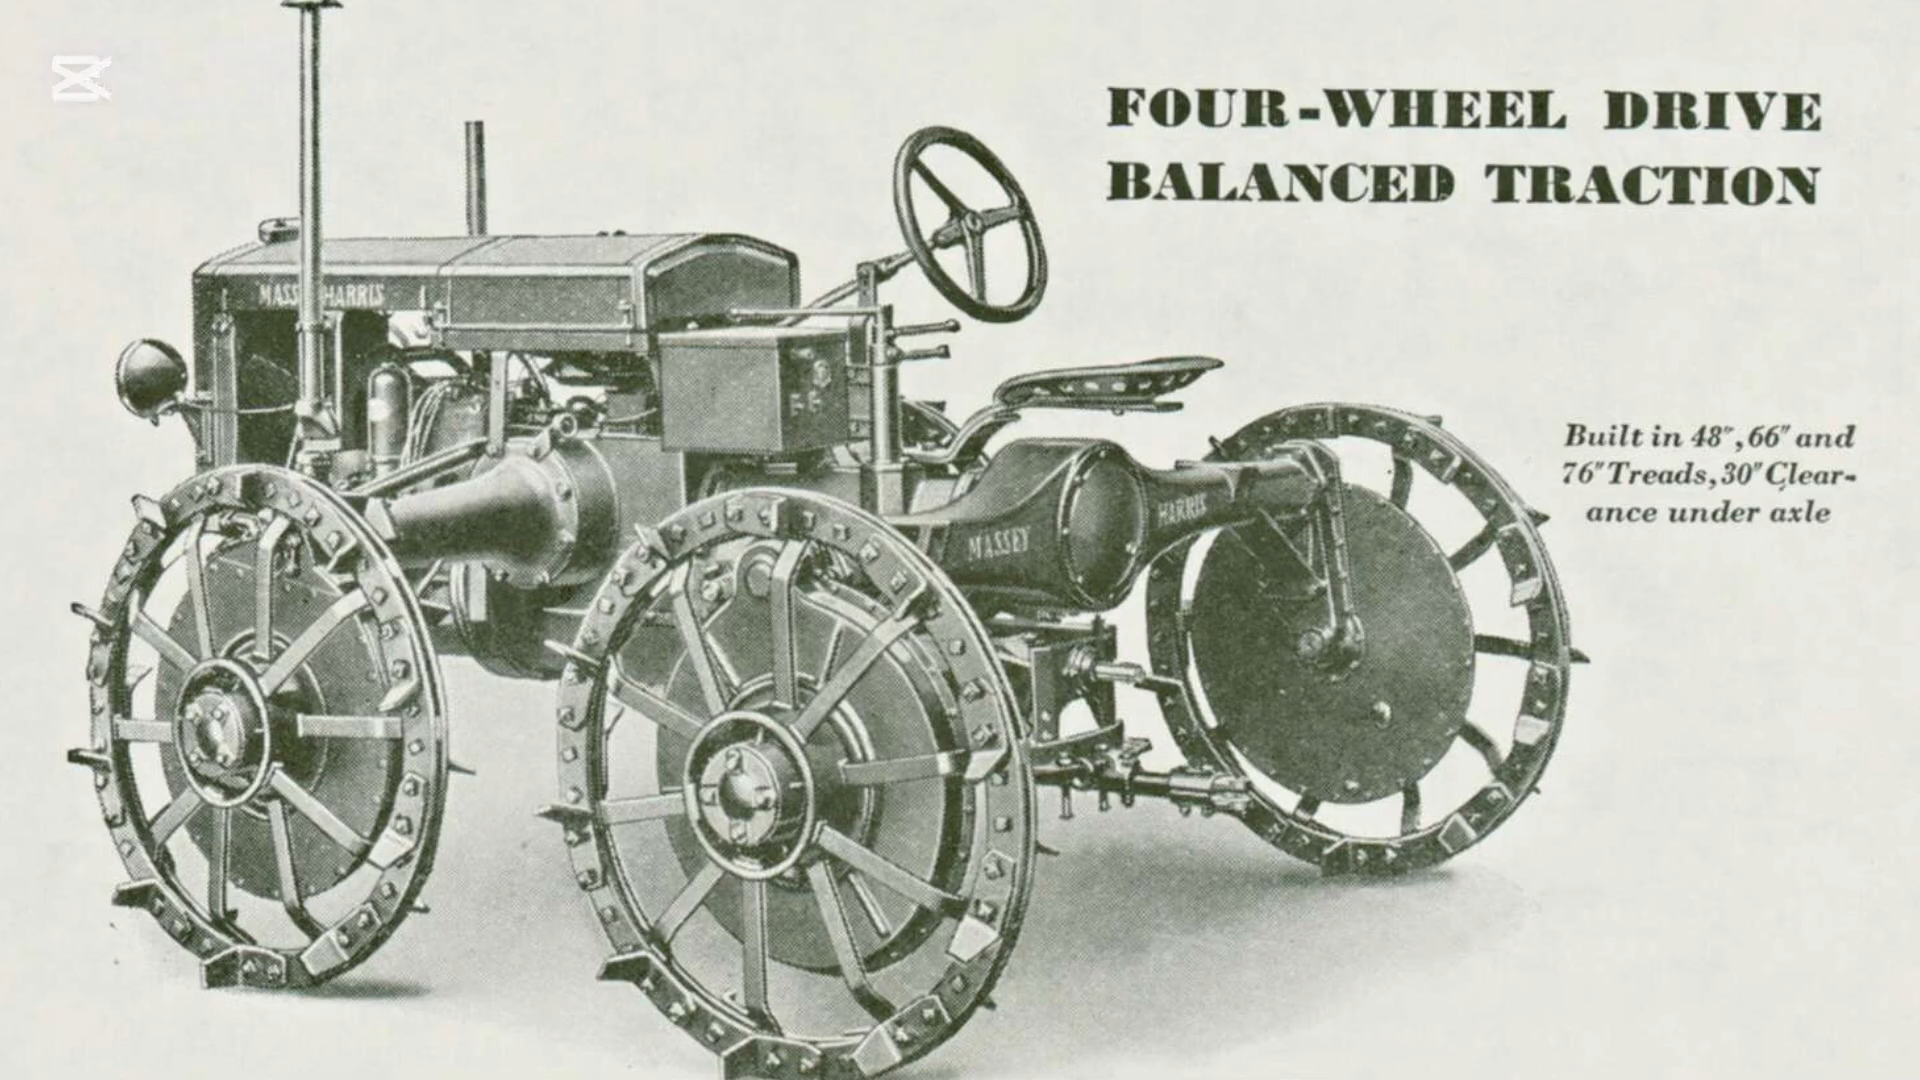 FOUR-WHEEL DRIVE
BALANCED TRACTION
MASSEY HARRIS
Built in 48", 66" and
76" Treads, 30" Clear-
ance under axle
MASSEY HARRIS